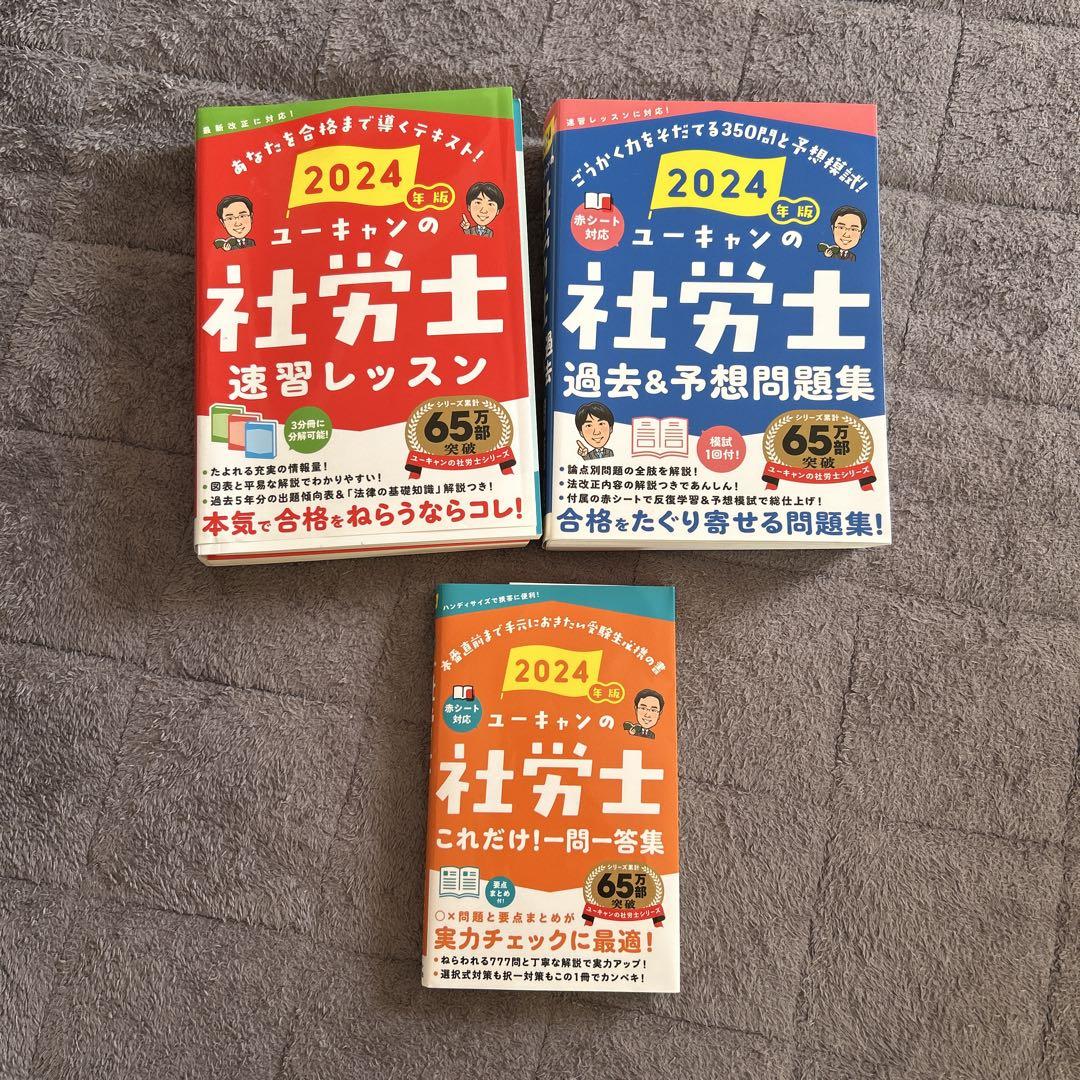 最新改正に対応!
あなたを合格まで導くテキスト!
2024
年版
ユーキャンの
社労士
速習レッスン
3分冊に
分解可能!
シリーズ累計
65万部
突破
ユーキャンの社労士シリーズ
・たよれる充実の情報量!
・図表と平易な解説でわかりやすい!
・過去5年分の出題傾向表&「法律の基礎知識」解説つき!
本気で合格をねらうならコレ!
速習レッスンに対応!
ごうかく力をそだてる350問と予想模試!
2024
年版
赤シート
対応
ユーキャンの
社労士
過去&予想問題集
模試
1回付!
シリーズ累計
65万部
突破
ユーキャンの社労士シリーズ
・論点別問題の全肢を解説!
・法改正内容の解説つきであんしん!
・付属の赤シートで反復学習&予想模試で総仕上げ!
合格をたぐり寄せる問題集!
ハンディサイズで携帯に便利!
本番直前まで手元におきたい受験生必携の書
2024
年版
赤シート
対応
ユーキャンの
社労士
これだけ!一問一答集
要点
まとめ
付!
シリーズ累計
65万部
突破
ユーキャンの社労士シリーズ
○×問題と要点まとめが
実力チェックに最適!
・ねらわれる777問と丁寧な解説で実力アップ!
・選択式対策も択一対策もこの1冊でカンペキ!